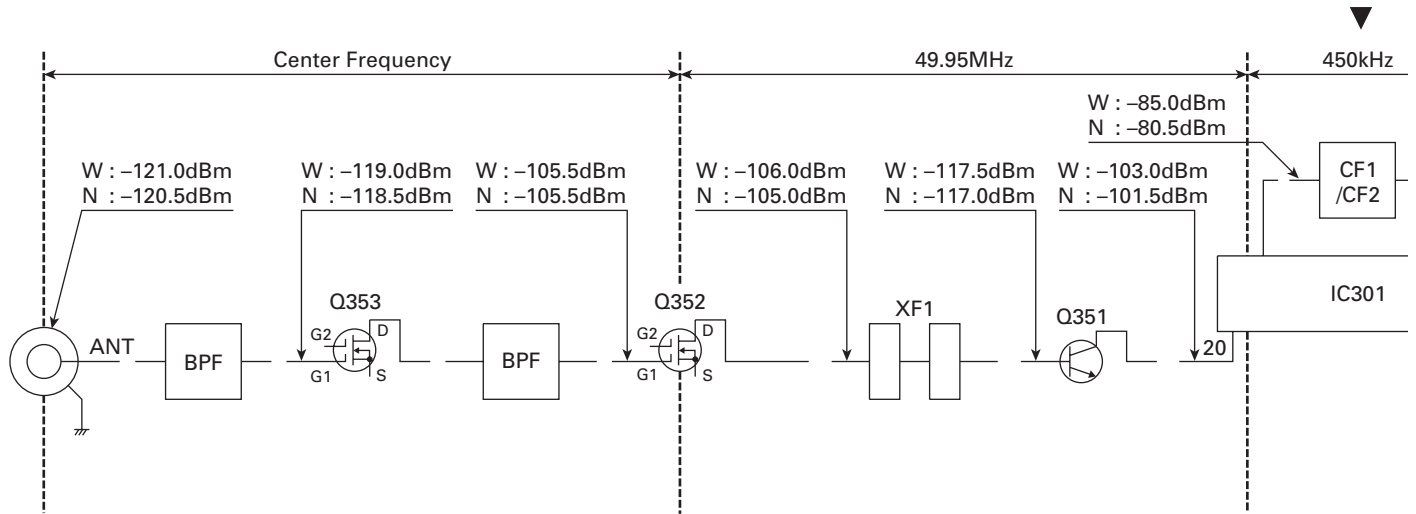 Center Frequency
49.95MHz
450kHz
W : –85.0dBm
N : –80.5dBm
W : –121.0dBm
N : –120.5dBm
W : –119.0dBm
N : –118.5dBm
W : –105.5dBm
N : –105.5dBm
W : –106.0dBm
N : –105.0dBm
W : –117.5dBm
N : –117.0dBm
W : –103.0dBm
N : –101.5dBm
CF1
/CF2
IC301
ANT
BPF
Q353
G2
D
G1
S
BPF
Q352
G2
D
G1
S
XF1
Q351
20